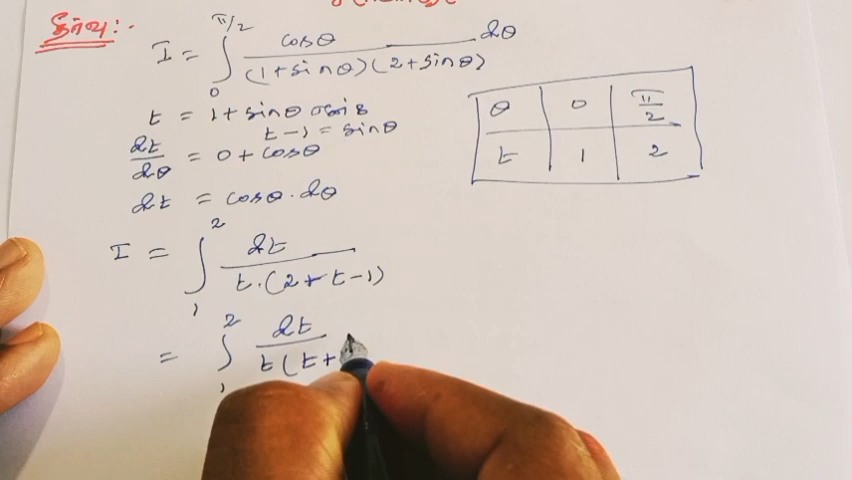 தீர்வு:-
I = ∫₀^{π/2} cosθ / (1+sinθ)(2+sinθ) dθ
t = 1+sinθ என்க
t-1 = sinθ
dt/dθ = 0+cosθ
dt = cosθ.dθ
θ 0 π/2
t 1 2
I = ∫₁² dt / t.(2+t-1)
= ∫₁² dt / t(t+